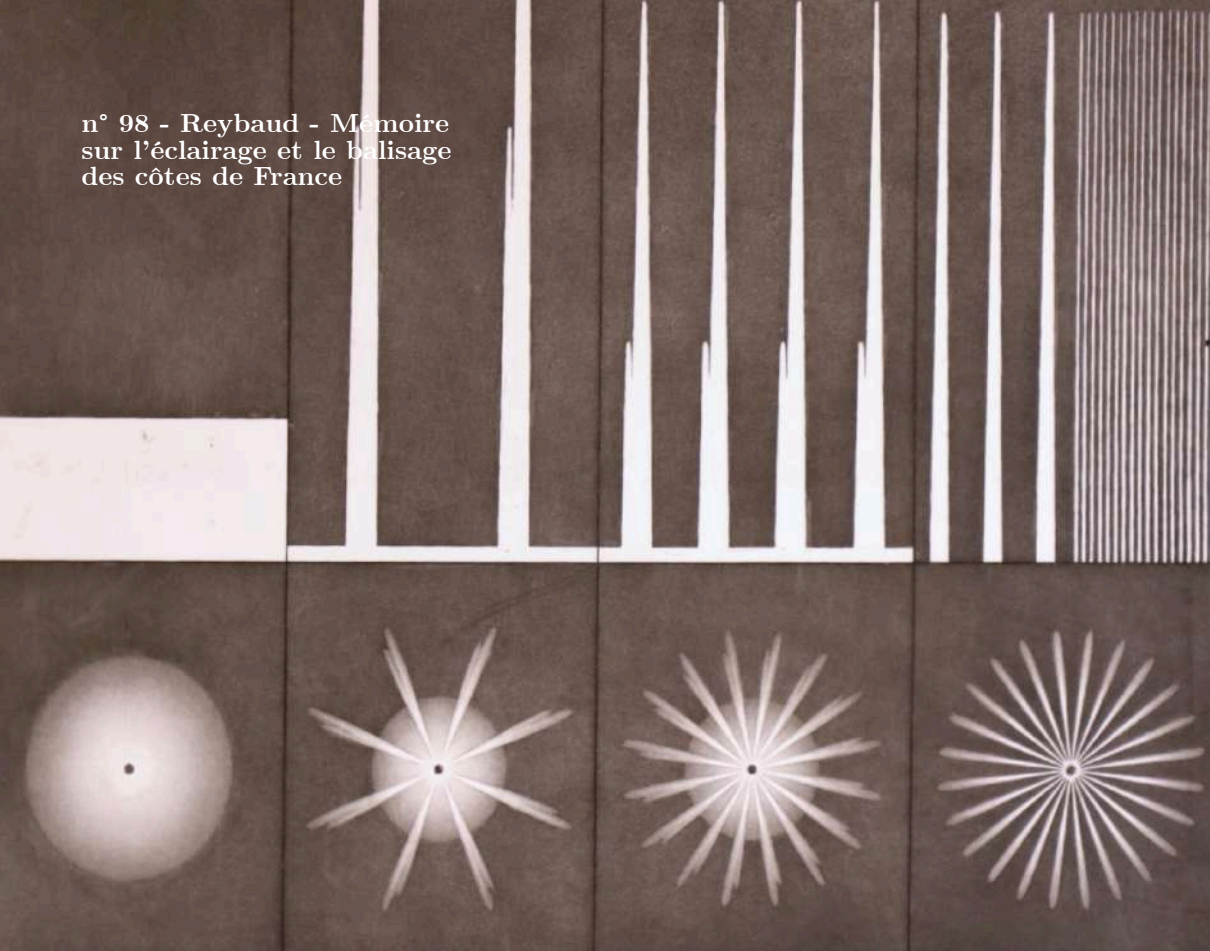 n° 98 - Reybaud - Mémoire
sur l'éclairage et le balisage
des côtes de France